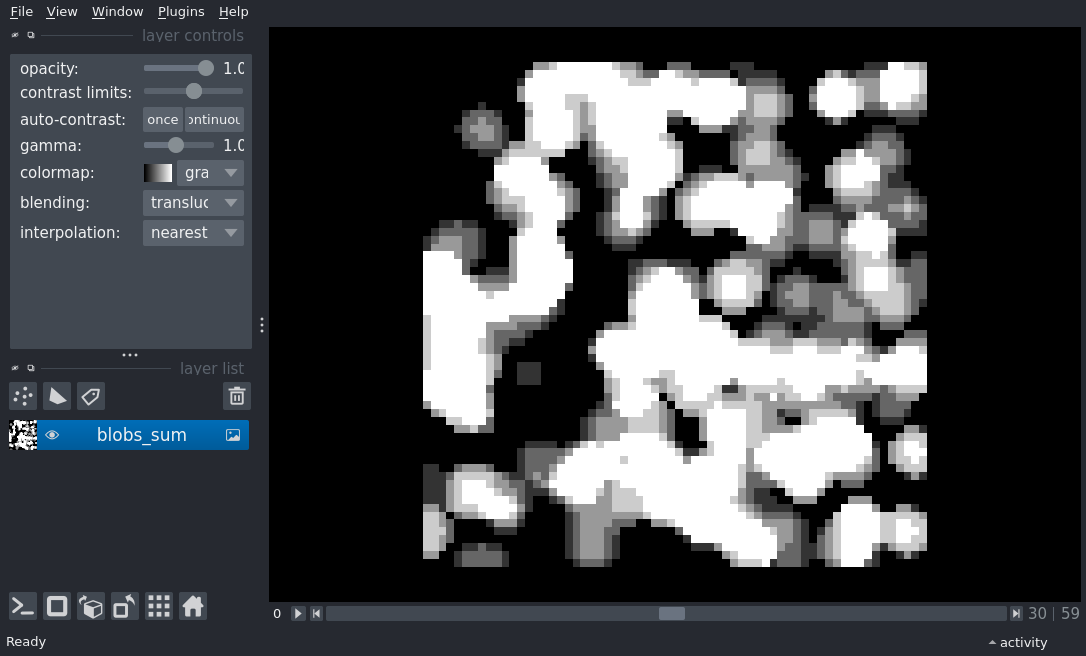 File View Window Plugins Help
layer controls
opacity: 1.0
contrast limits:
auto-contrast: once ontinuou
gamma: 1.0
colormap: gra
blending: transluc
interpolation: nearest
layer list
blobs_sum
0 30 | 59
Ready activity